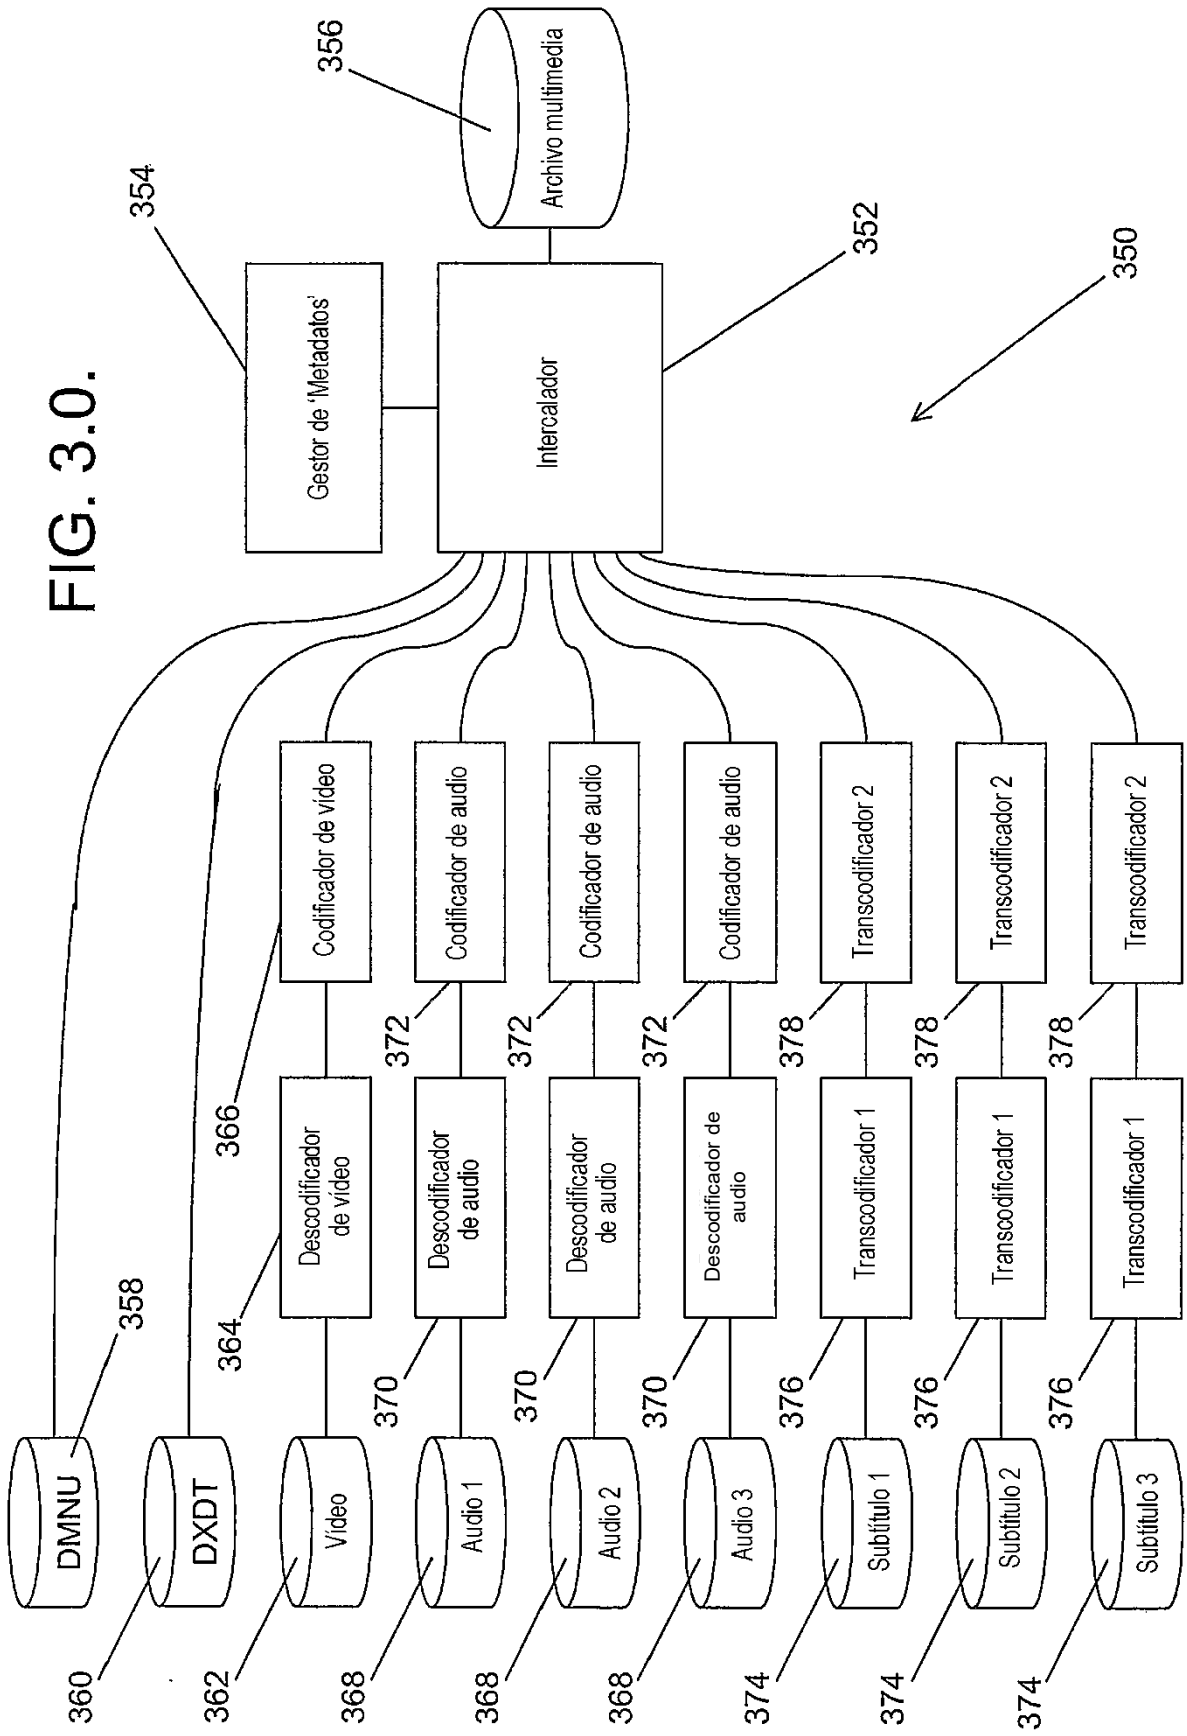 FIG. 3.0.
DMNU
358
DXDT
360
Vídeo
362
Descodificador
de vídeo
364
Codificador de vídeo
366
Audio 1
368
Descodificador
de audio
370
Codificador de audio
372
Audio 2
368
Descodificador
de audio
370
Codificador de audio
372
Audio 3
368
Descodificador de
audio
370
Codificador de audio
372
Subtítulo 1
374
Transcodificador 1
376
Transcodificador 2
378
Subtítulo 2
374
Transcodificador 1
376
Transcodificador 2
378
Subtítulo 3
374
Transcodificador 1
376
Transcodificador 2
378
Gestor de 'Metadatos'
354
Intercalador
352
Archivo multimedia
356
350